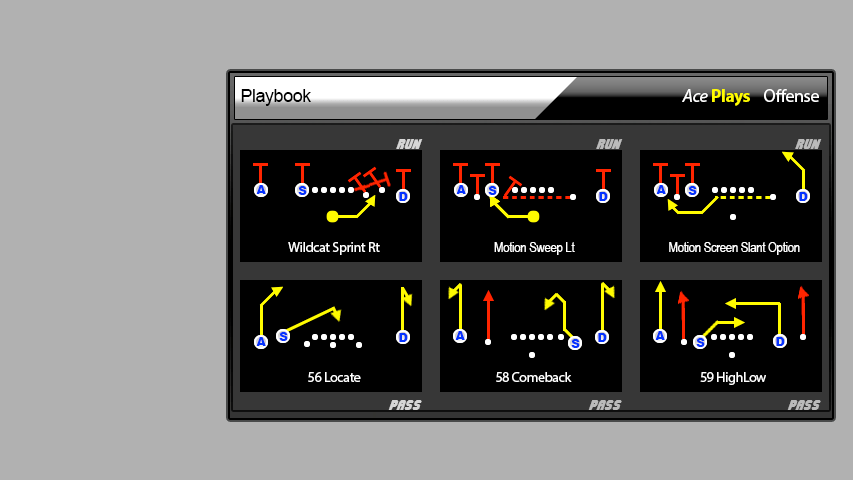 Playbook
Ace Plays Offense
RUN RUN RUN
A S D A S D A S D
Wildcat Sprint Rt Motion Sweep Lt Motion Screen Slant Option
A S D A S D A S D
56 Locate 58 Comeback 59 HighLow
PASS PASS PASS